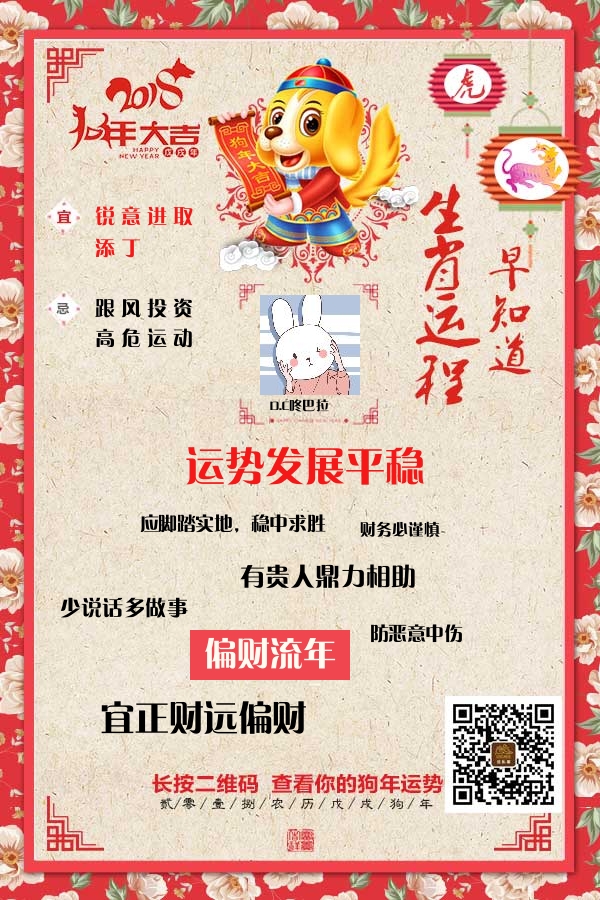 2018
狗年大吉
HAPPY
NEW YEAR 戊戌年
狗年大吉
虎
生肖运程
早知道
宜
锐意进取
添丁
忌
跟风投资
高危运动
D.C咚巴拉
HAPPY CHINESE NEW YEAR
运势发展平稳
应脚踏实地，稳中求胜
财务必谨慎
有贵人鼎力相助
少说话多做事
防恶意中伤
偏财流年
宜正财远偏财
长按二维码 查看你的狗年运势
贰/零/壹/捌/农/历/戊/戌/狗/年